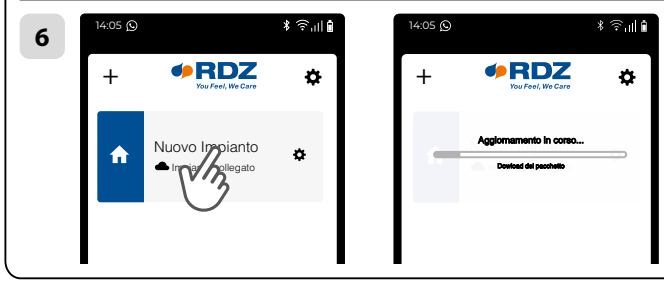 6
14:05
RDZ
You Feel, We Care
Nuovo Impianto
collegato
14:05
RDZ
You Feel, We Care
Aggiornamento in corso...
Dowload del pacchetto